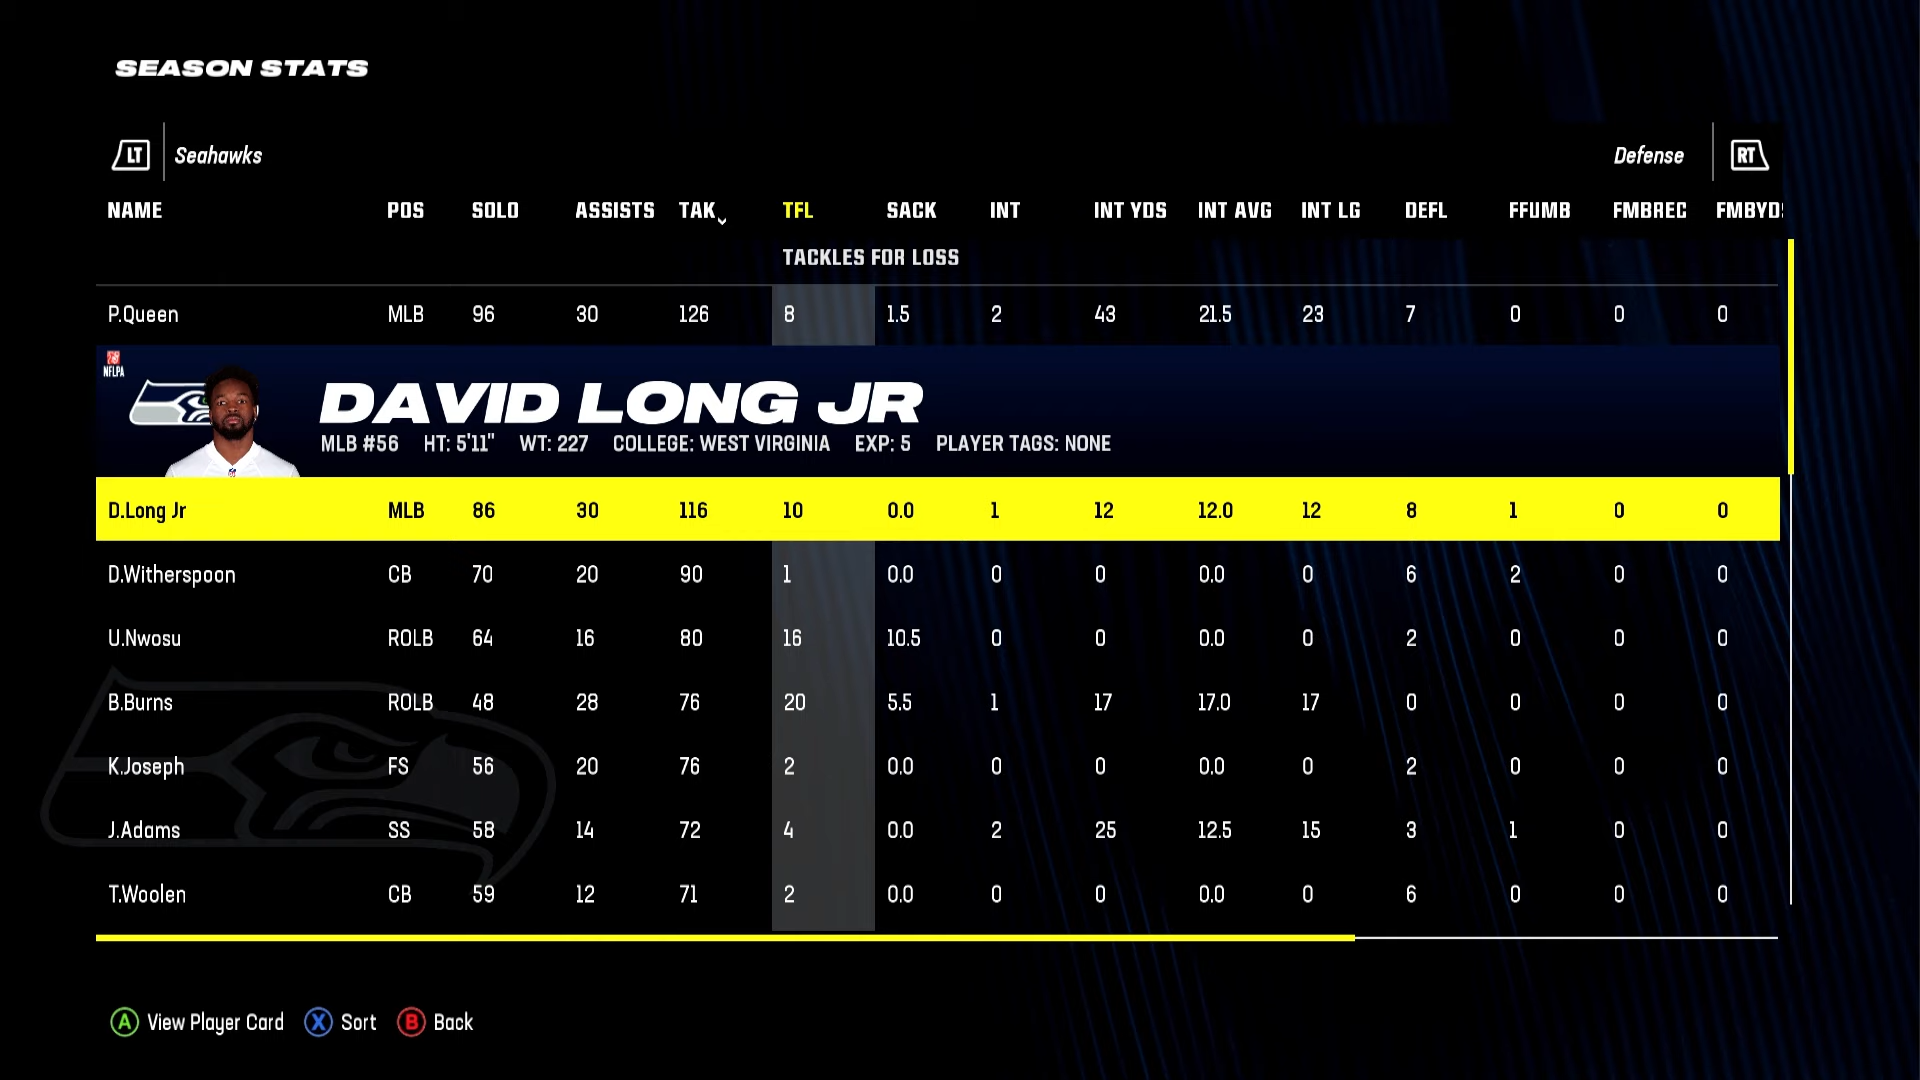 SEASON STATS
LT Seahawks Defense RT
NAME POS SOLO ASSISTS TAK TFL SACK INT INT YDS INT AVG INT LG DEFL FFUMB FMBREC
TACKLES FOR LOSS
P.Queen MLB 96 30 126 8 1.5 2 43 21.5 23 7 0 0 0
NFLPA
DAVID LONG JR
MLB #56 HT: 5'11" WT: 227 COLLEGE: WEST VIRGINIA EXP: 5 PLAYER TAGS: NONE
D.Long Jr MLB 86 30 116 10 0.0 1 12 12.0 12 8 1 0 0
D.Witherspoon CB 70 20 90 1 0.0 0 0 0.0 0 6 2 0 0
U.Nwosu ROLB 64 16 80 16 10.5 0 0 0.0 0 2 0 0 0
B.Burns ROLB 48 28 76 20 5.5 1 17 17.0 17 0 0 0 0
K.Joseph FS 56 20 76 2 0.0 0 0 0.0 0 2 0 0 0
J.Adams SS 58 14 72 4 0.0 2 25 12.5 15 3 1 0 0
T.Woolen CB 59 12 71 2 0.0 0 0 0.0 0 6 0 0 0
A View Player Card X Sort B Back